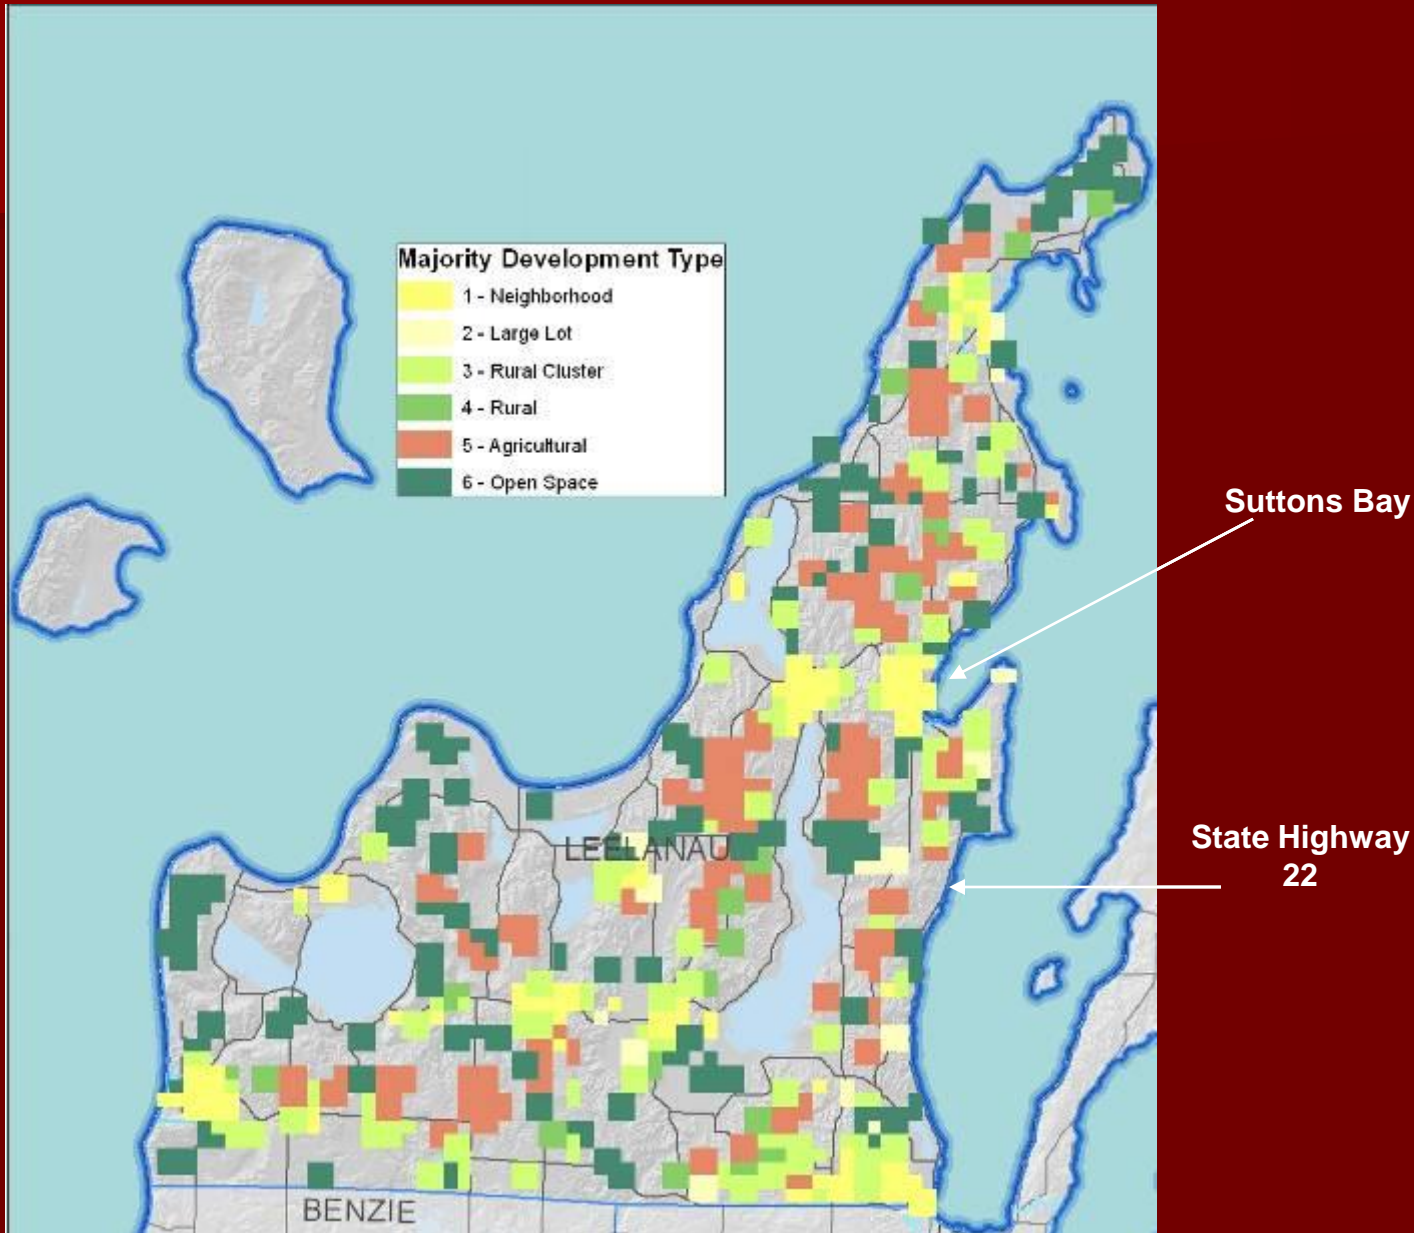 Majority Development Type
1 - Neighborhood
2 - Large Lot
3 - Rural Cluster
4 - Rural
5 - Agricultural
6 - Open Space
Suttons Bay
State Highway
22
LEELANAU
BENZIE